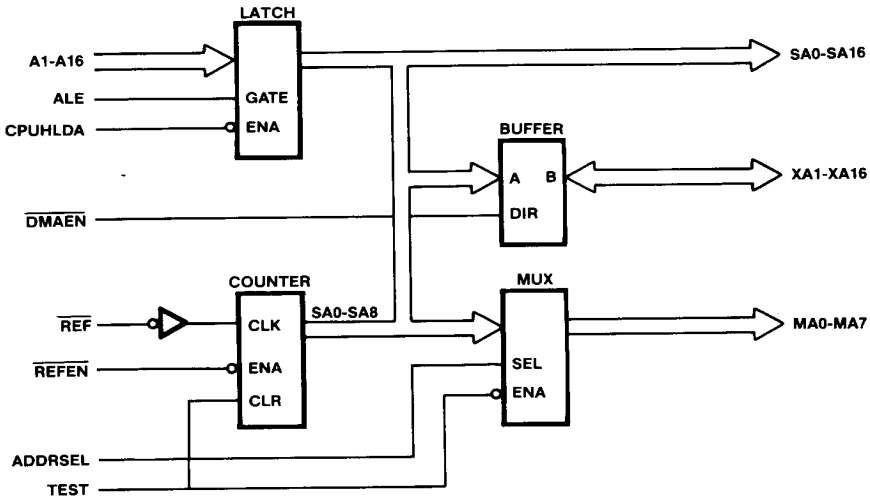 LATCH
A1-A16
SA0-SA16
ALE
GATE
CPUHLDA
ENA
BUFFER
A B
XA1-XA16
DMAEN
DIR
COUNTER
MUX
SA0-SA8
REF
CLK
MA0-MA7
REFEN
ENA
SEL
CLR
ENA
ADDRSEL
TEST